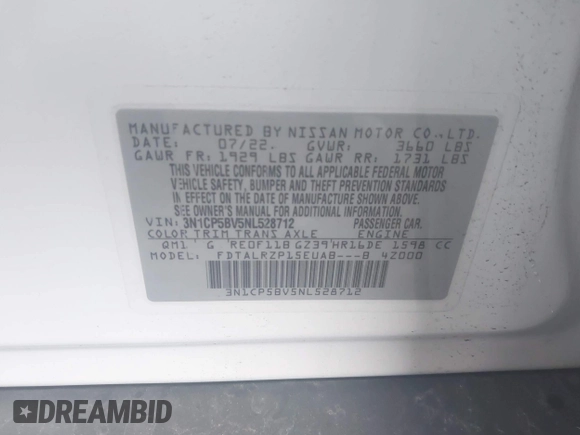 MANUFACTURED BY NISSAN MOTOR CO.,LTD.
DATE: 07/22. GVWR: 3660 LBS
GAWR FR: 1929 LBS GAWR RR: 1731 LBS
THIS VEHICLE CONFORMS TO ALL APPLICABLE FEDERAL MOTOR
VEHICLE SAFETY, BUMPER AND THEFT PREVENTION STANDARDS
IN EFFECT ON THE DATE OF MANUFACTURE SHOWN ABOVE.
SEE OWNER'S MANUAL FOR ADDITIONAL INFORMATION.
VIN: 3N1CP5BV5NL528712 PASSENGER CAR.
COLOR TRIM TRANS AXLE ENGINE
QM1 G RE0F11B GZ39 HR16DE 1598 CC
MODEL: FDTALRZP15EUAB---B 4Z000
3N1CP5BV5NL528712
DREAMBID